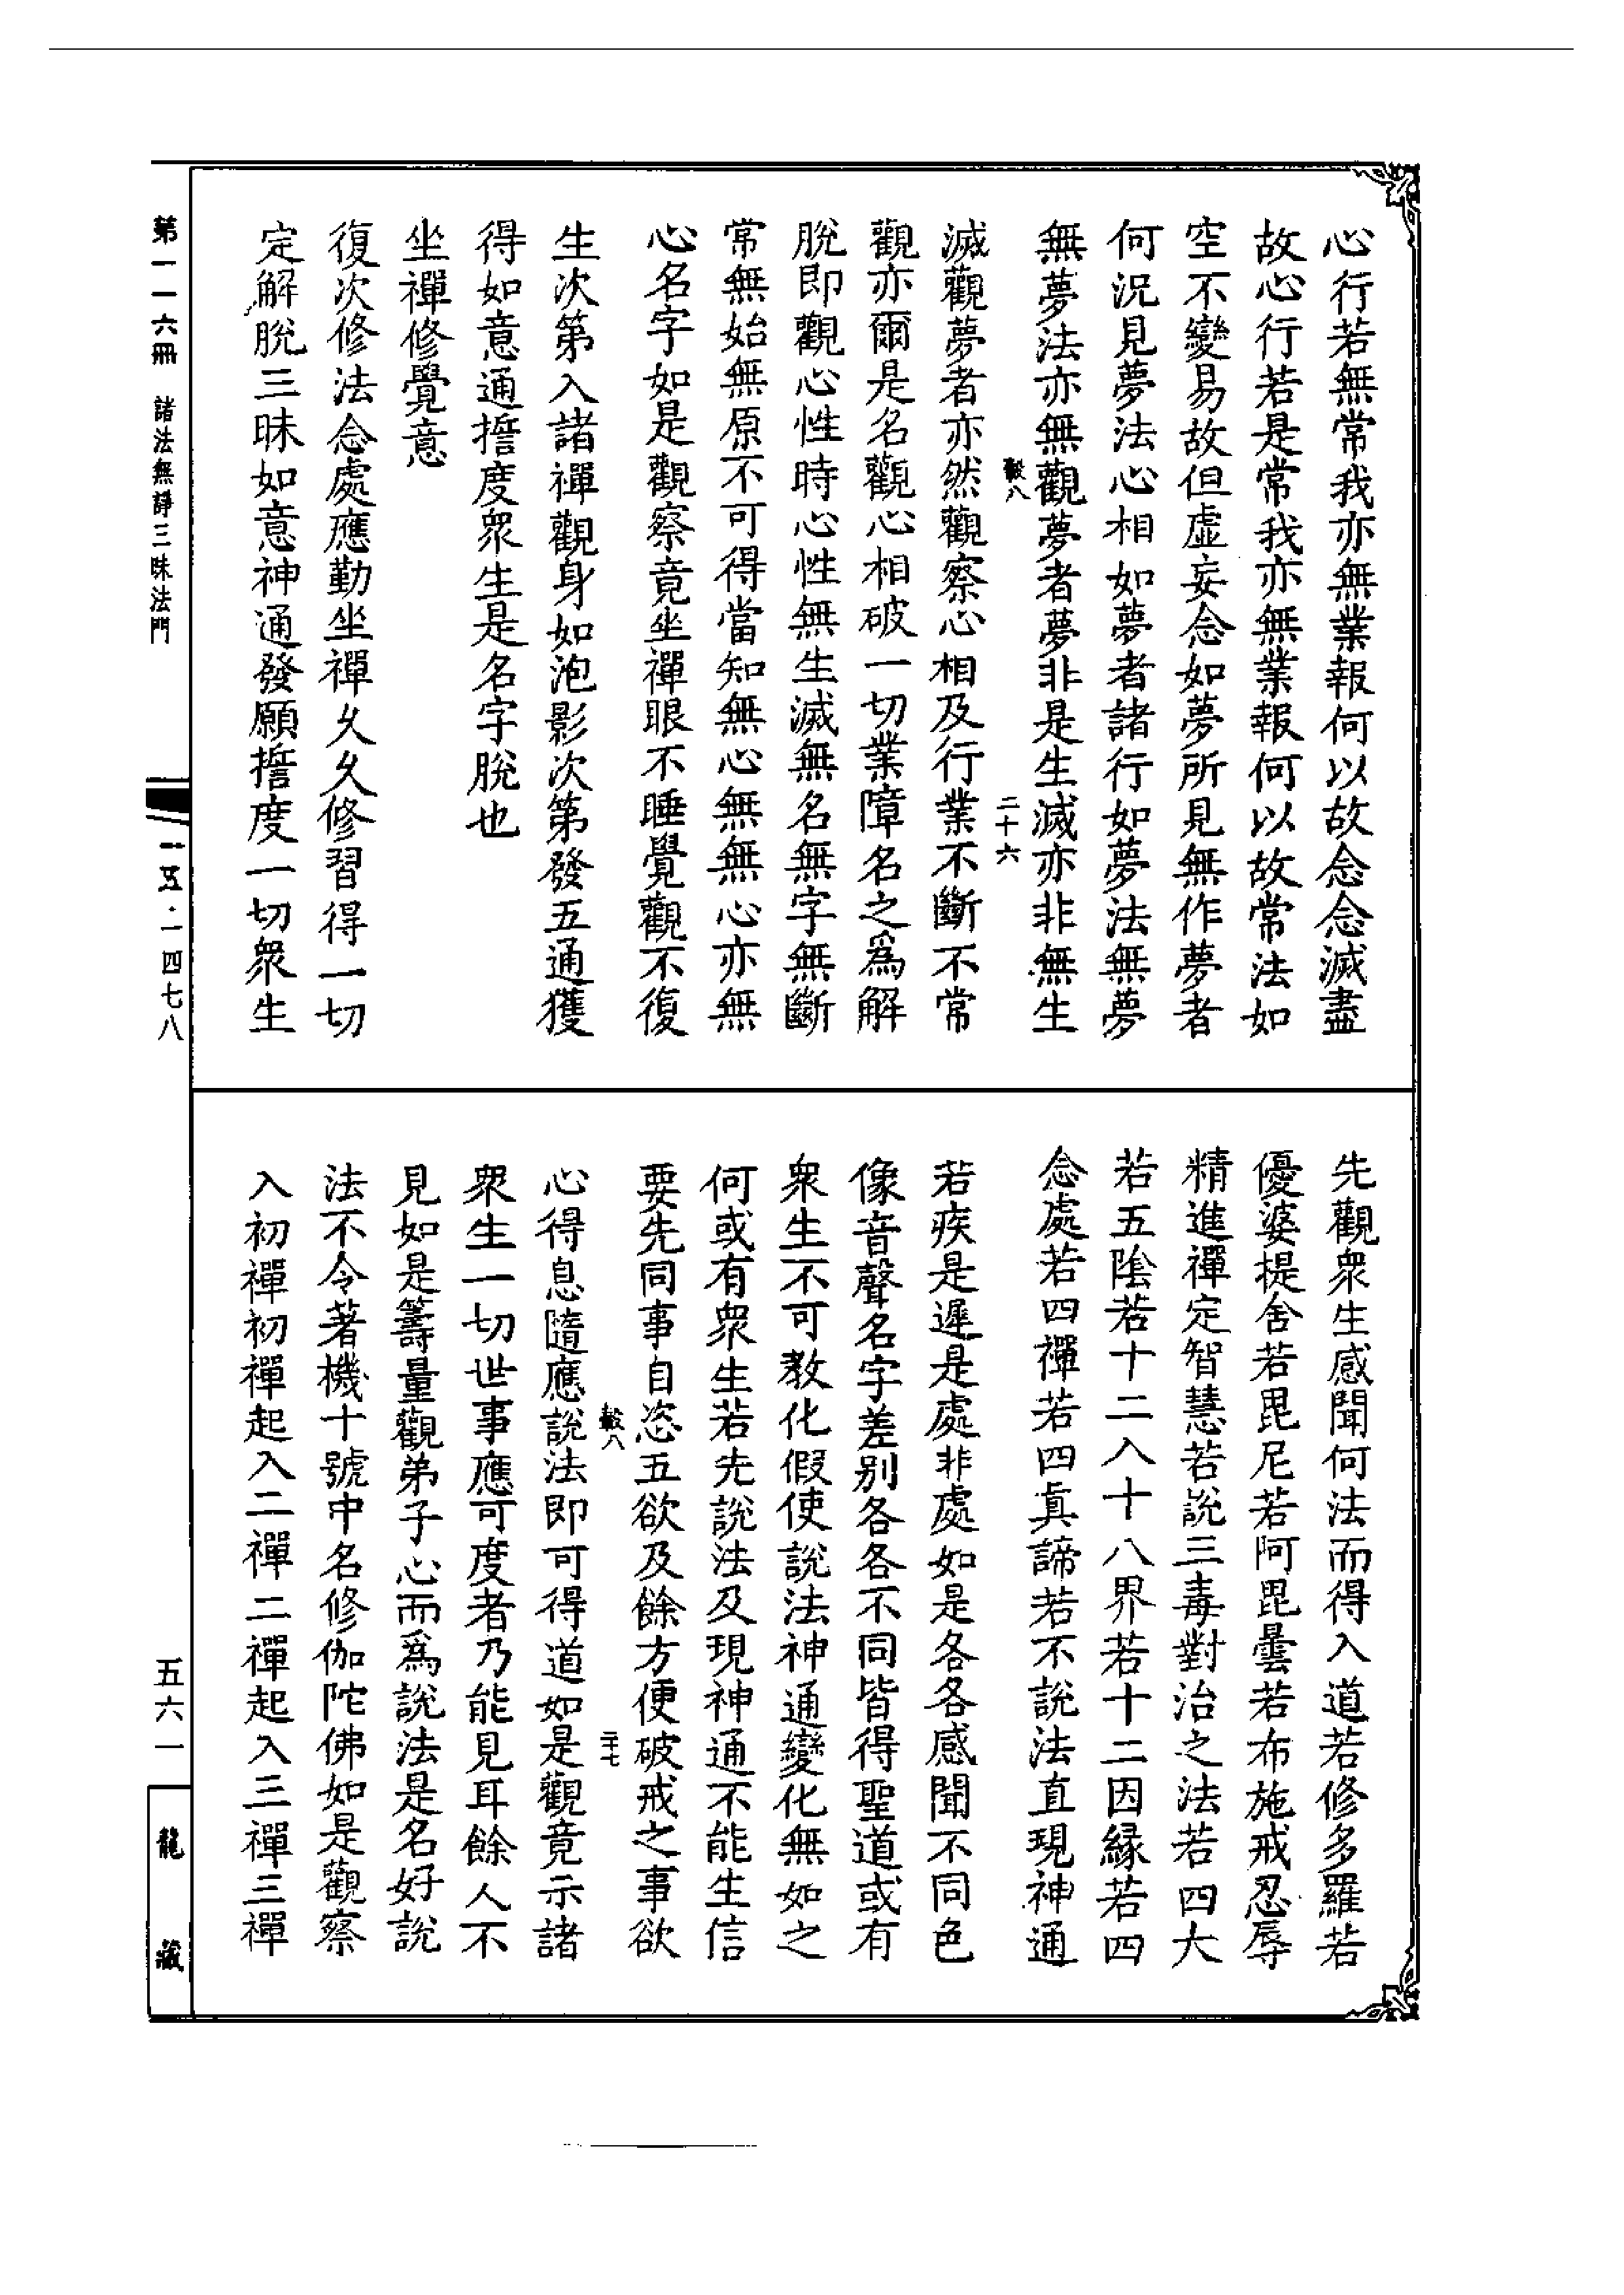 心行若無常我亦無業報何以故念念滅盡
故心行若是常我亦無業報何以故常法如
空不變易故但虛妄念如夢所見無作夢者
何況見夢法心相如夢者諸行如夢法無夢
無夢法亦無觀夢者夢非是生滅亦非無生
縠八
二十六
滅觀夢者亦然觀察心相及行業不斷不常
觀亦爾是名觀心相破一切業障名之爲解
脫即觀心性時心性無生滅無名無字無斷
常無始無原不可得當知無心無無心亦無
心名字如是觀察竟坐禪眼不睡覺觀不復
生次第入諸禪觀身如泡影次第發五通獲
得如意通誓度衆生是名字脫也
坐禪修覺意
復次修法念處應勤坐禪久久修習得一切
定解脫三昧如意神通發願誓度一切衆生
先觀衆生感聞何法而得入道若修多羅若
優婆提舍若毘尼若阿毘曇若布施戒忍辱
精進禪定智慧若說三毒對治之法若四大
若五陰若十二入十八界若十二因緣若四
念處若四禪若四真諦若不說法直現神通
若疾是遲是處非處如是各各感聞不同色
像音聲名字差別各各不同皆得聖道或有
衆生不可教化假使說法神通變化無如之
何或有衆生若先說法及現神通不能生信
要先同事自恣五欲及餘方便破戒之事欲
縠八
二十七
心得息隨應說法即可得道如是觀竟示諸
衆生一切世事應可度者乃能見耳餘人不
見如是籌量觀弟子心而爲說法是名好說
法不令著機十號中名修伽陀佛如是觀察
入初禪初禪起入二禪二禪起入三禪三禪
第一一六冊 諸法無諍三昧法門
一五·一四七八
五六一
龍藏